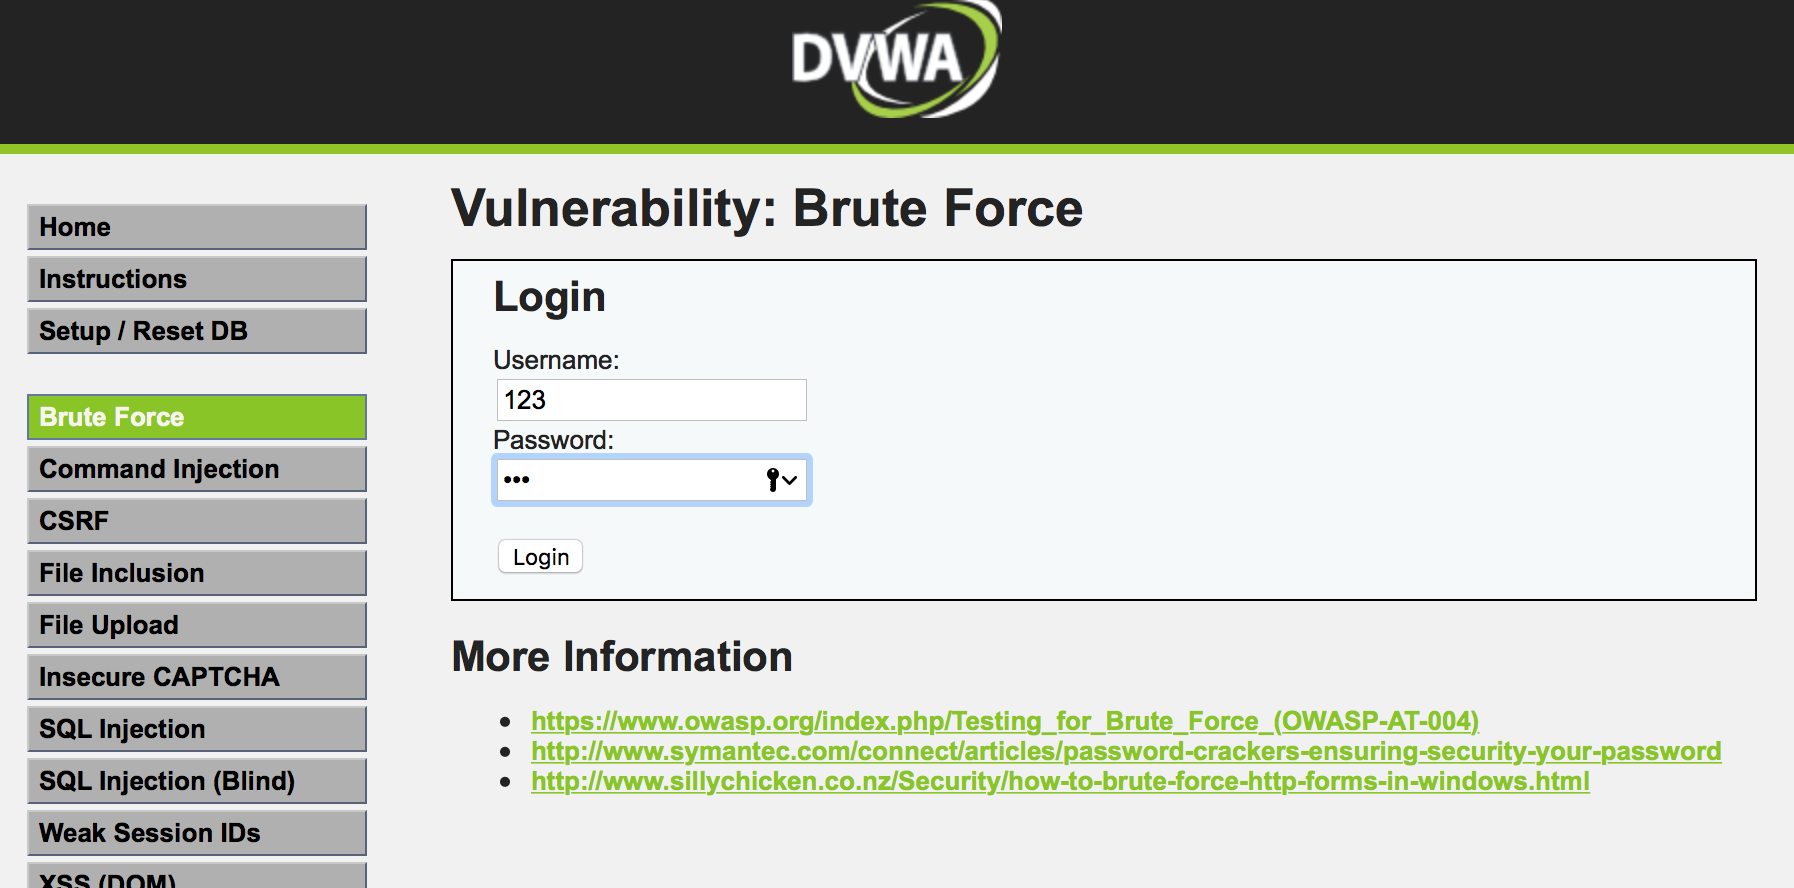 DVWA
Home
Instructions
Setup / Reset DB
Brute Force
Command Injection
CSRF
File Inclusion
File Upload
Insecure CAPTCHA
SQL Injection
SQL Injection (Blind)
Weak Session IDs
XSS (DOM)
Vulnerability: Brute Force
Login
Username:
123
Password:
•••
Login
More Information
• https://www.owasp.org/index.php/Testing_for_Brute_Force_(OWASP-AT-004)
• http://www.symantec.com/connect/articles/password-crackers-ensuring-security-your-password
• http://www.sillychicken.co.nz/Security/how-to-brute-force-http-forms-in-windows.html